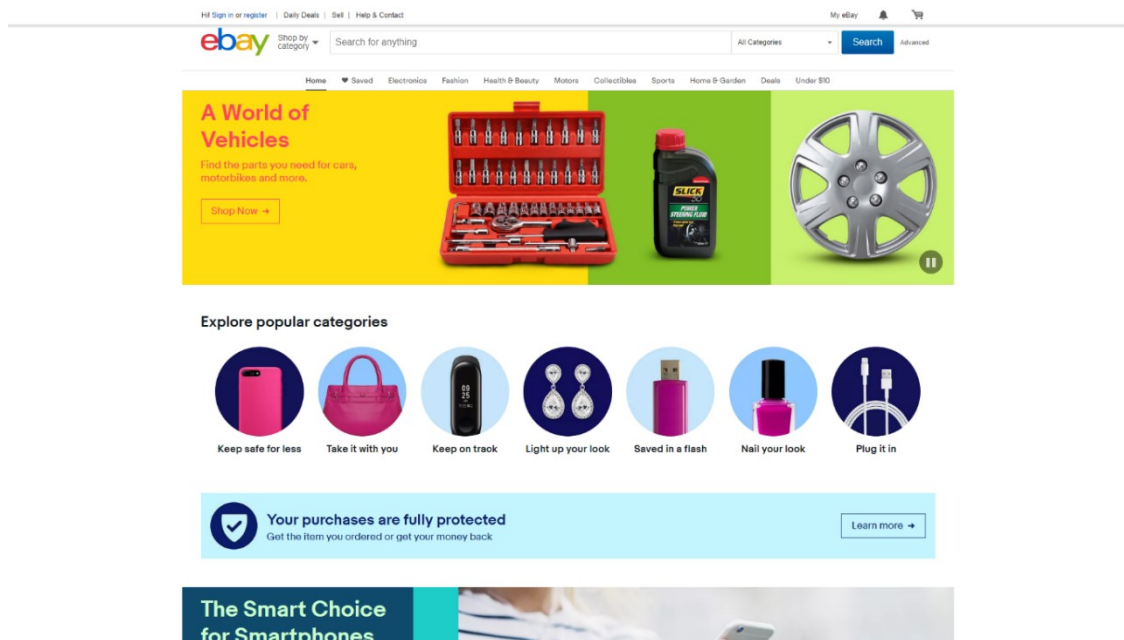 Hi! Sign in or register | Daily Deals | Sell | Help & Contact
My eBay
ebay
Shop by
category
Search for anything
All Categories
Search
Advanced
Home Saved Electronics Fashion Health & Beauty Motors Collectibles Sports Home & Garden Deals Under $10
A World of
Vehicles
Find the parts you need for cars,
motorbikes and more.
Shop Now →
SLICK
50
POWER
STEERING FLUID
Explore popular categories
Keep safe for less
Take it with you
Keep on track
Light up your look
Saved in a flash
Nail your look
Plug it in
Your purchases are fully protected
Get the item you ordered or get your money back
Learn more →
The Smart Choice
for Smartphones